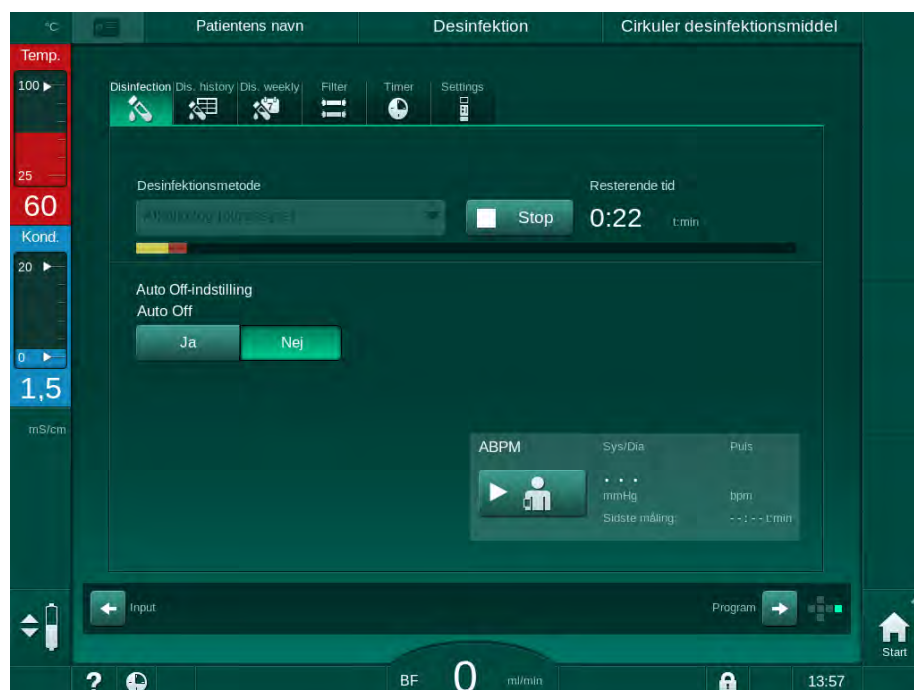 °C Patientens navn Desinfektion Cirkuler desinfektionsmiddel
Temp.
100
25
60
Kond.
20
0
1,5
mS/cm
Disinfection Dis. history Dis. weekly Filter Timer Settings
7
Desinfektionsmetode Resterende tid
Stop 0:22 t:min
Auto Off-indstilling
Auto Off
Ja Nej
ABPM Sys/Dia Puls
. . .
mmHg bpm
Sidste måling: --:-- t:min
Input Program
Start
? BF 0 ml/min 13:57